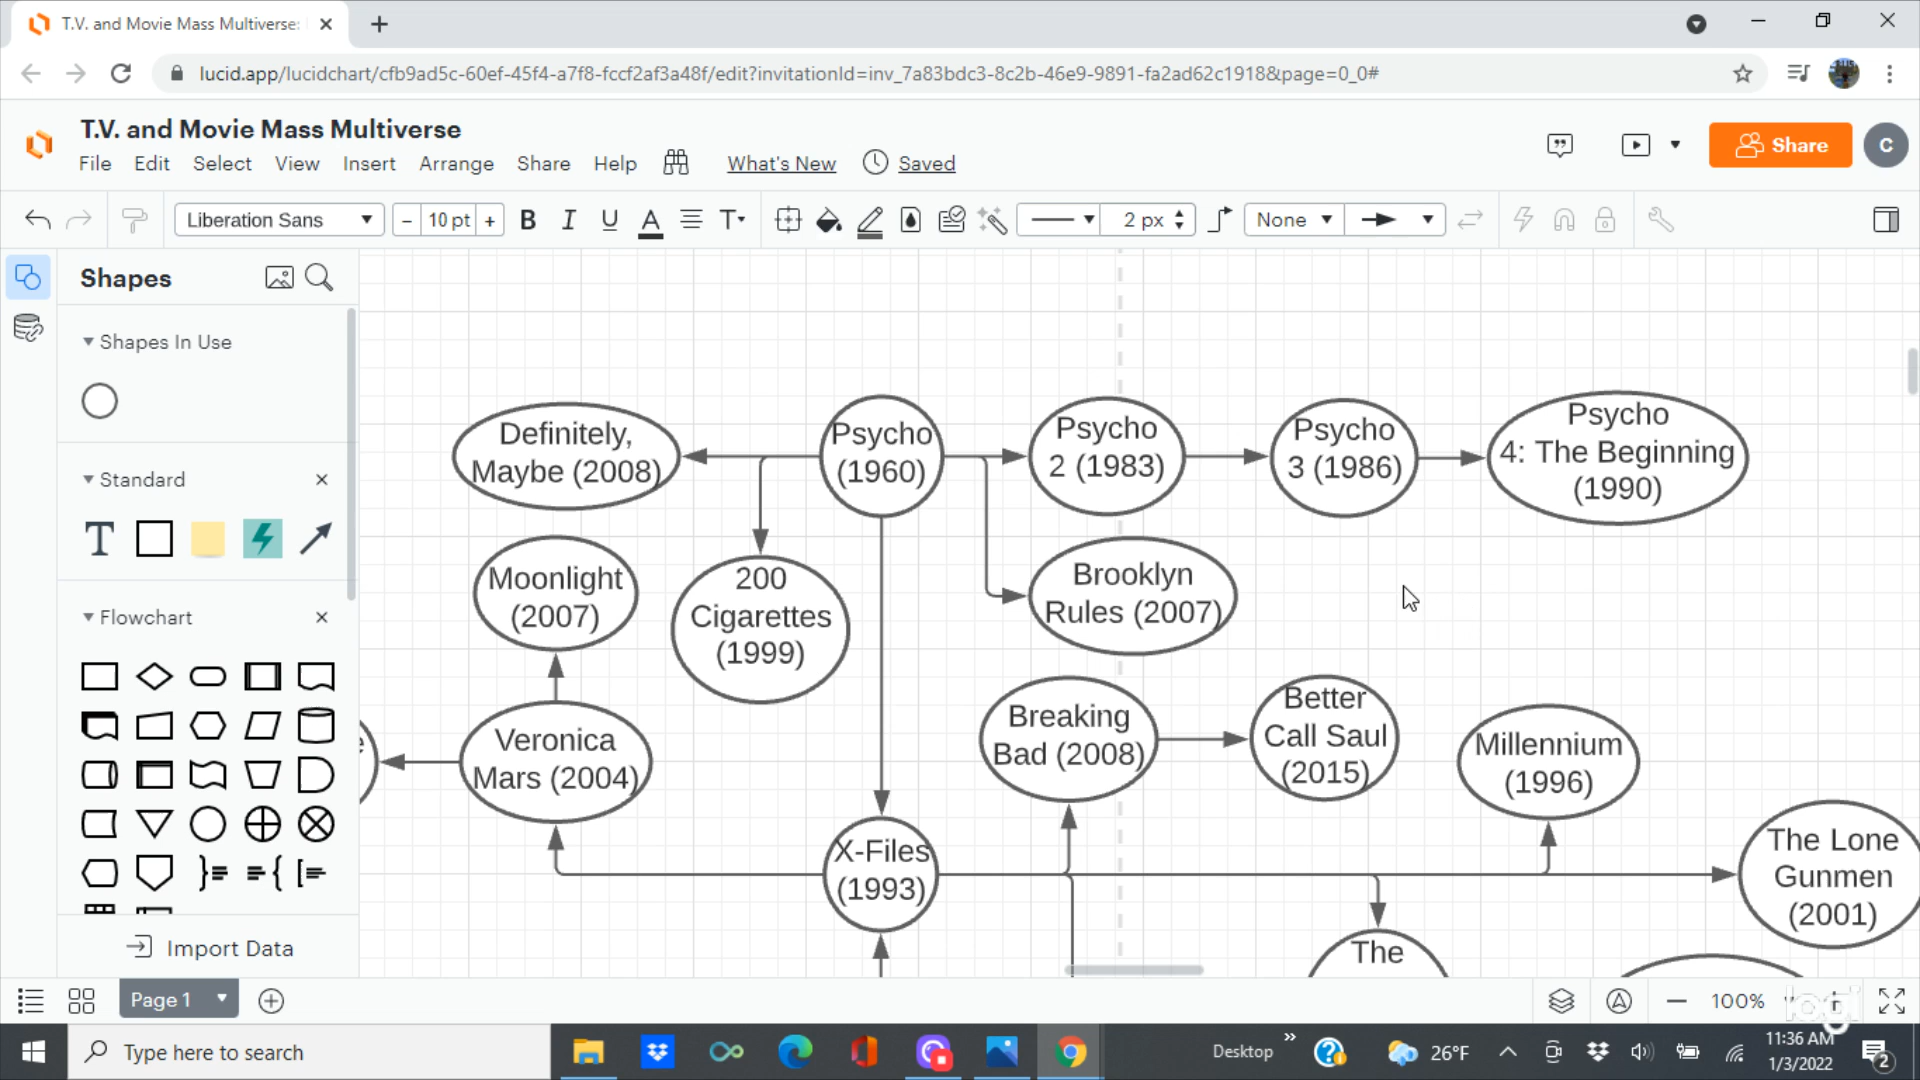 T.V. and Movie Mass Multiverse:
lucid.app/lucidchart/cfb9ad5c-60ef-45f4-a7f8-fccf2af3a48f/edit?invitationId=inv_7a83bdc3-8c2b-46e9-9891-fa2ad62c1918&page=0_0#
T.V. and Movie Mass Multiverse
File Edit Select View Insert Arrange Share Help What's New Saved
Share
C
Liberation Sans
- 10 pt +
B I U A T
2 px
None
Shapes
Shapes In Use
Standard
T
Flowchart
Import Data
Definitely,
Maybe (2008)
Psycho
(1960)
Psycho
2 (1983)
Psycho
3 (1986)
Psycho
4: The Beginning
(1990)
Moonlight
(2007)
200
Cigarettes
(1999)
Brooklyn
Rules (2007)
Veronica
Mars (2004)
Breaking
Bad (2008)
Better
Call Saul
(2015)
Millennium
(1996)
X-Files
(1993)
The Lone
Gunmen
(2001)
The
Page 1
100%
logi
Type here to search
Desktop
26°F
11:36 AM
1/3/2022
2